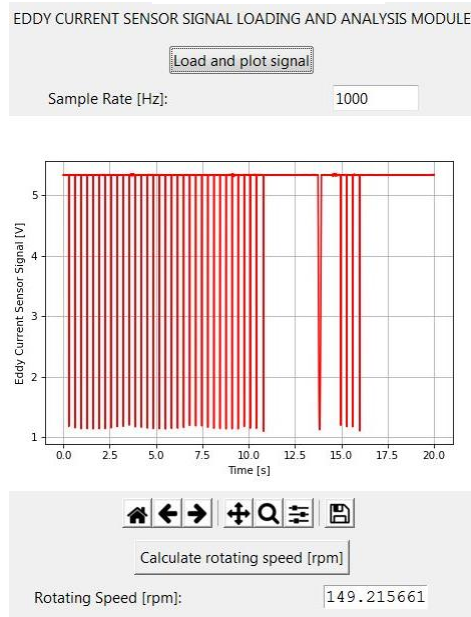 EDDY CURRENT SENSOR SIGNAL LOADING AND ANALYSIS MODULE
Load and plot signal
Sample Rate [Hz]: 1000
Eddy Current Sensor Signal [V]
5
4
3
2
1
0.0 2.5 5.0 7.5 10.0 12.5 15.0 17.5 20.0
Time [s]
Calculate rotating speed [rpm]
Rotating Speed [rpm]: 149.215661